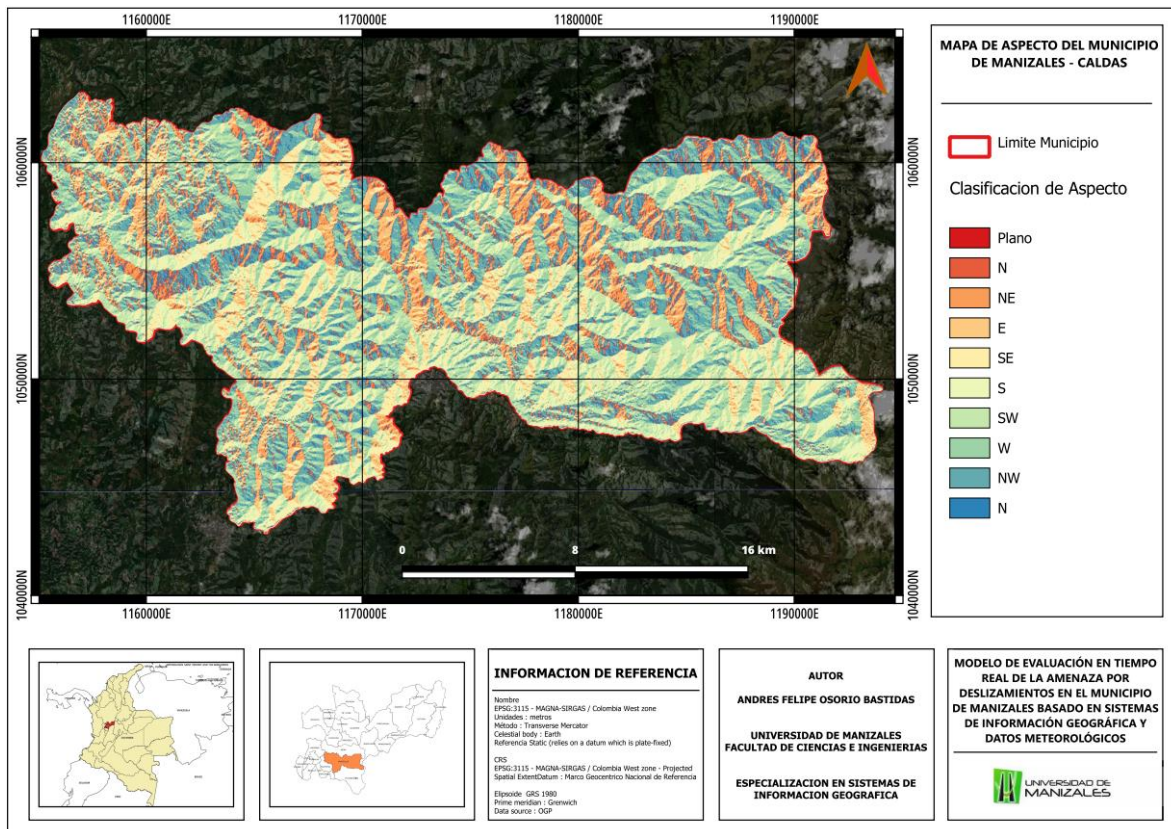 1160000E
1170000E
1180000E
1190000E
1060000N
1060000N
1050000N
1050000N
1040000N
1040000N
0
8
16 km
1160000E
1170000E
1180000E
1190000E
MAPA DE ASPECTO DEL MUNICIPIO
DE MANIZALES - CALDAS
Limite Municipio
Clasificacion de Aspecto
Plano
N
NE
E
SE
S
SW
W
NW
N
INFORMACION DE REFERENCIA
Nombre
EPSG:3115 - MAGNA-SIRGAS / Colombia West zone
Unidades : metros
Método : Transverse Mercator
Celestial body : Earth
Referencia Static (relies on a datum which is plate-fixed)
CRS
EPSG:3115 - MAGNA-SIRGAS / Colombia West zone - Projected
Spatial ExtentDatum : Marco Geocentrico Nacional de Referencia
Elipsoide GRS 1980
Prime meridian : Grenwich
Data source : OGP
AUTOR
ANDRES FELIPE OSORIO BASTIDAS
UNIVERSIDAD DE MANIZALES
FACULTAD DE CIENCIAS E INGENIERIAS
ESPECIALIZACION EN SISTEMAS DE
INFORMACION GEOGRAFICA
MODELO DE EVALUACIÓN EN TIEMPO
REAL DE LA AMENAZA POR
DESLIZAMIENTOS EN EL MUNICIPIO
DE MANIZALES BASADO EN SISTEMAS
DE INFORMACIÓN GEOGRÁFICA Y
DATOS METEOROLÓGICOS
UNIVERSIDAD DE
MANIZALES